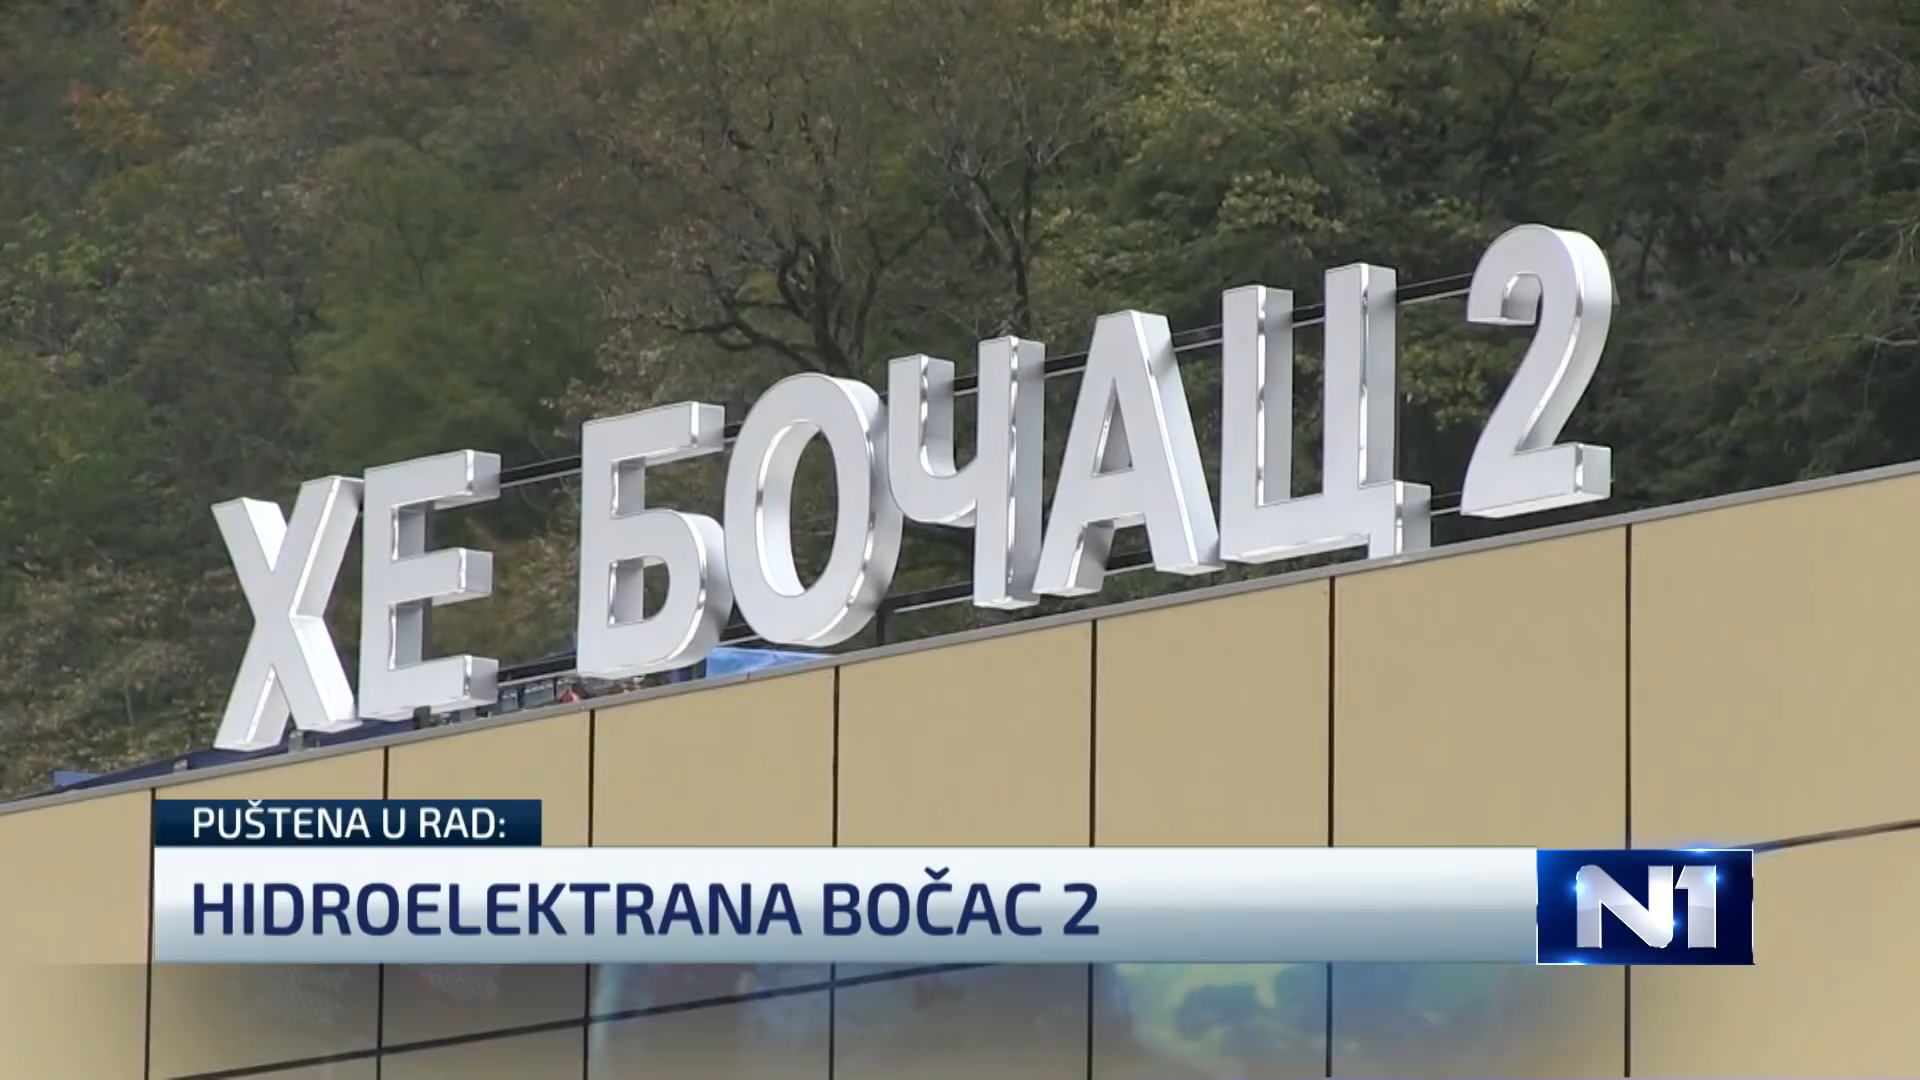 ХЕ БОЧАЦ 2
PUŠTENA U RAD:
HIDROELEKTRANA BOČAC 2
N1